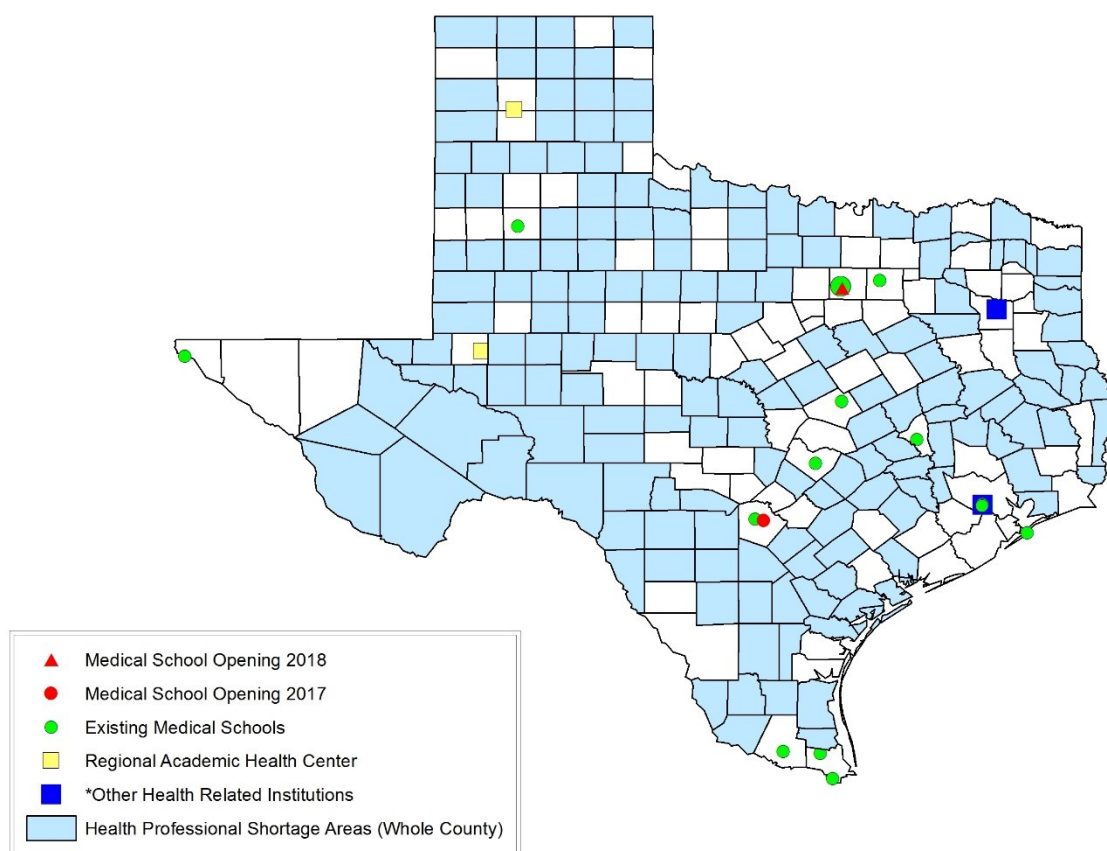 Medical School Opening 2018
Medical School Opening 2017
Existing Medical Schools
Regional Academic Health Center
*Other Health Related Institutions
Health Professional Shortage Areas (Whole County)